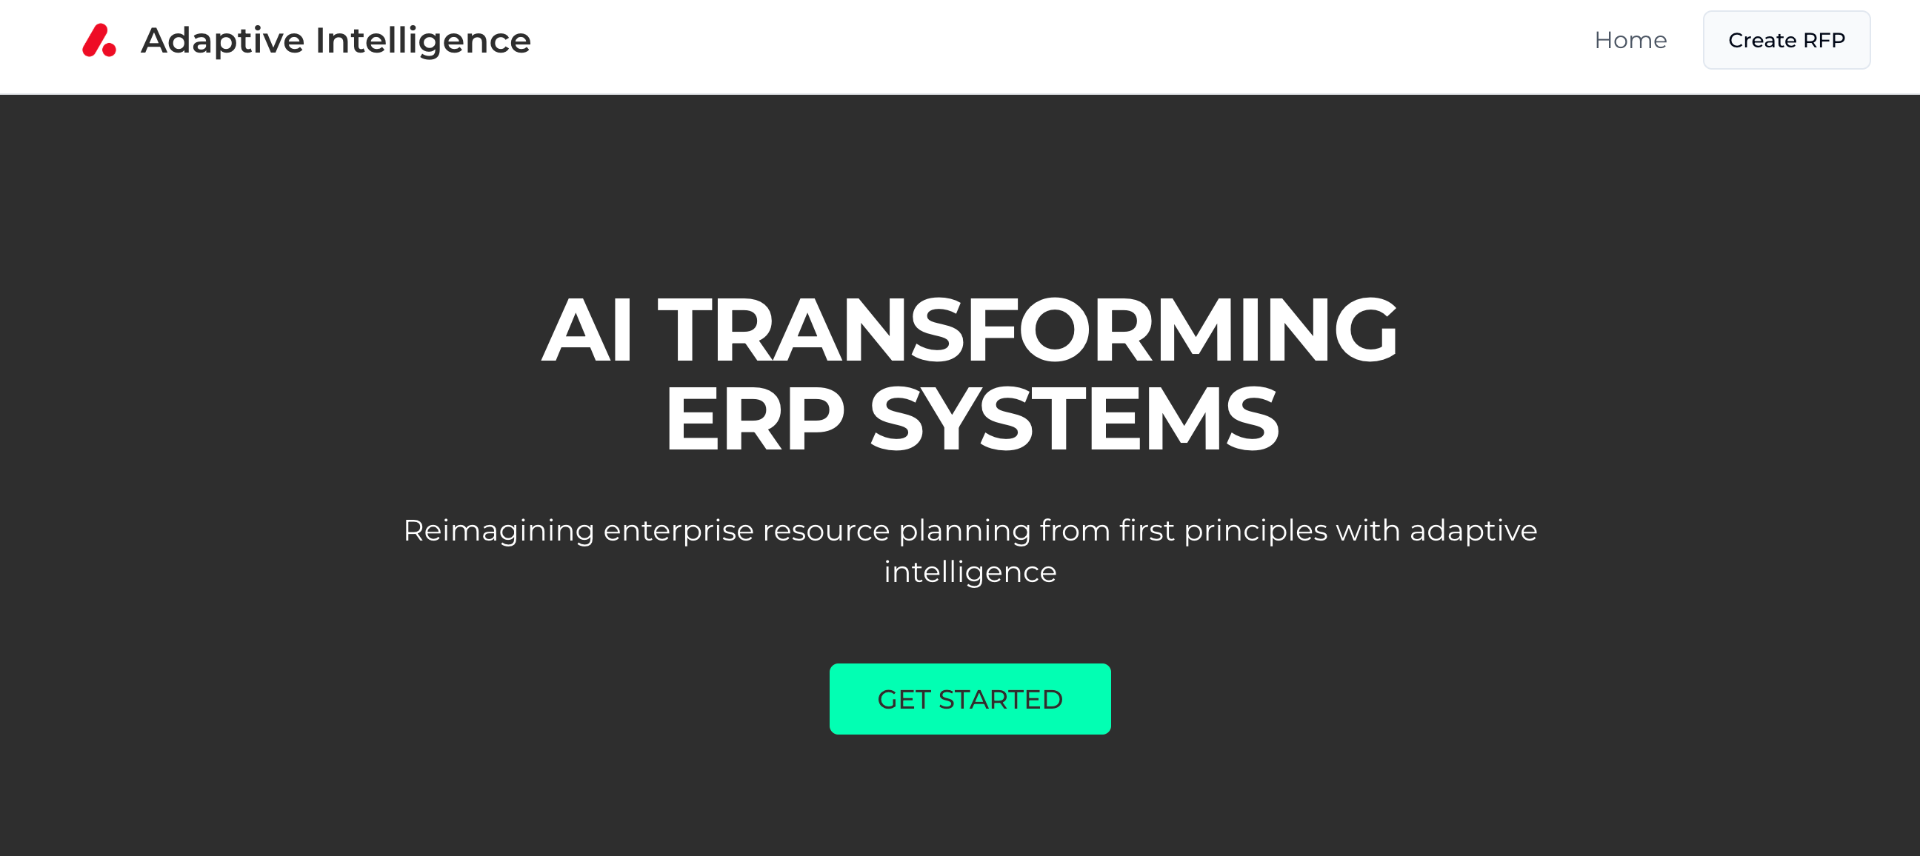 Adaptive Intelligence
Home
Create RFP
AI TRANSFORMING
ERP SYSTEMS
Reimagining enterprise resource planning from first principles with adaptive
intelligence
GET STARTED